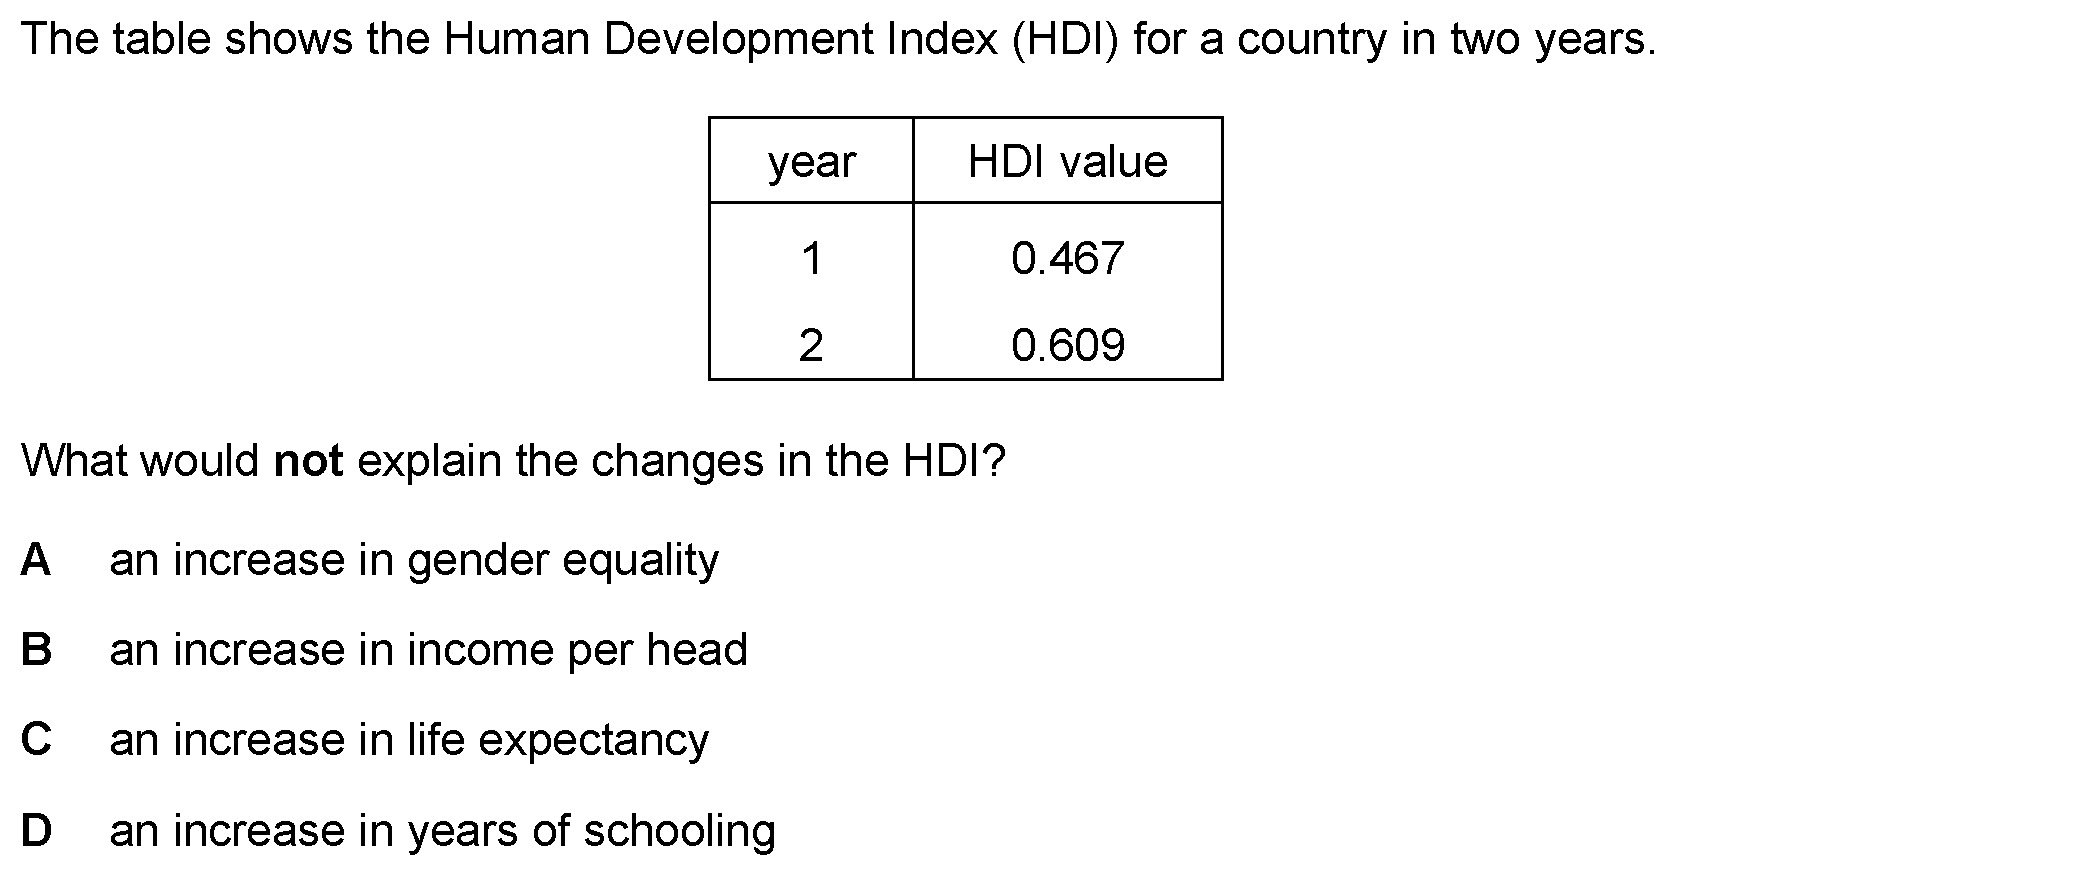 The table shows the Human Development Index (HDI) for a country in two years.
year HDI value
1 0.467
2 0.609
What would not explain the changes in the HDI?
A an increase in gender equality
B an increase in income per head
C an increase in life expectancy
D an increase in years of schooling